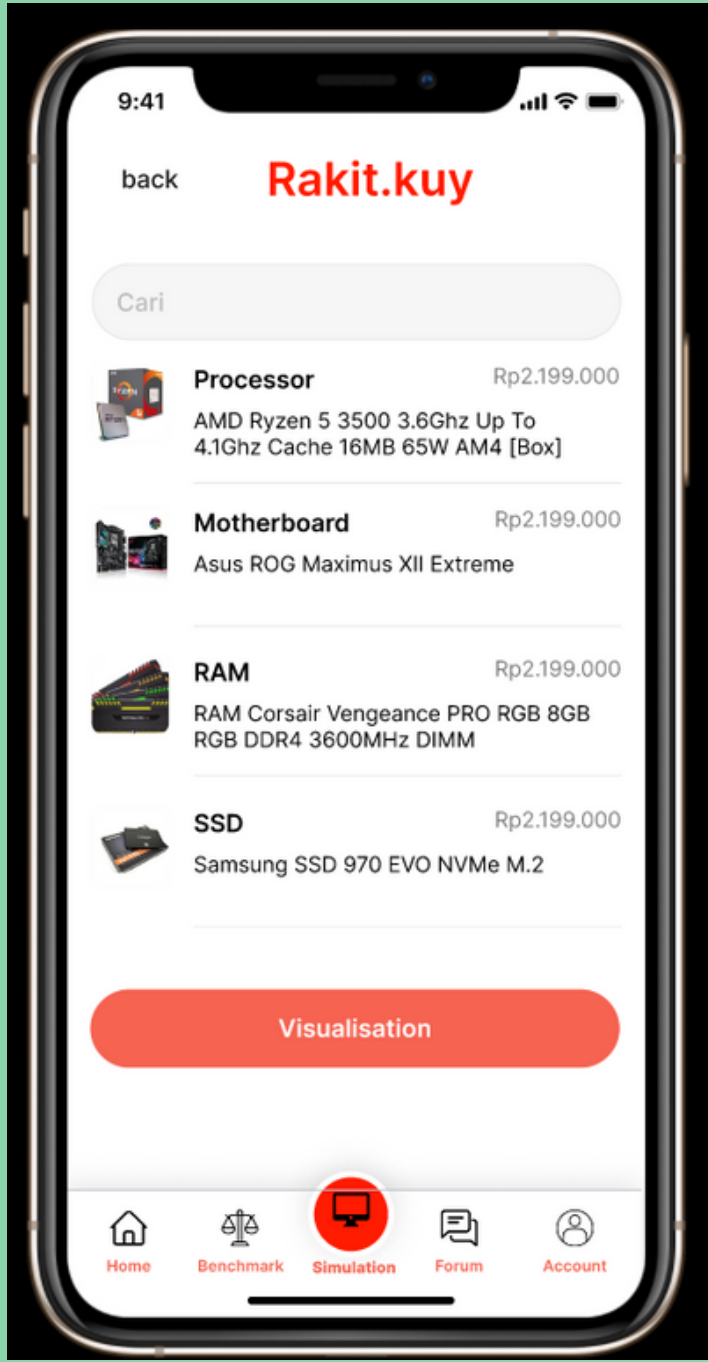 9:41
back
Rakit.kuy
Cari
Processor
Rp2.199.000
AMD Ryzen 5 3500 3.6Ghz Up To
4.1Ghz Cache 16MB 65W AM4 [Box]
Motherboard
Rp2.199.000
Asus ROG Maximus XII Extreme
RAM
Rp2.199.000
RAM Corsair Vengeance PRO RGB 8GB
RGB DDR4 3600MHz DIMM
SSD
Rp2.199.000
Samsung SSD 970 EVO NVMe M.2
Visualisation
Home
Benchmark
Simulation
Forum
Account